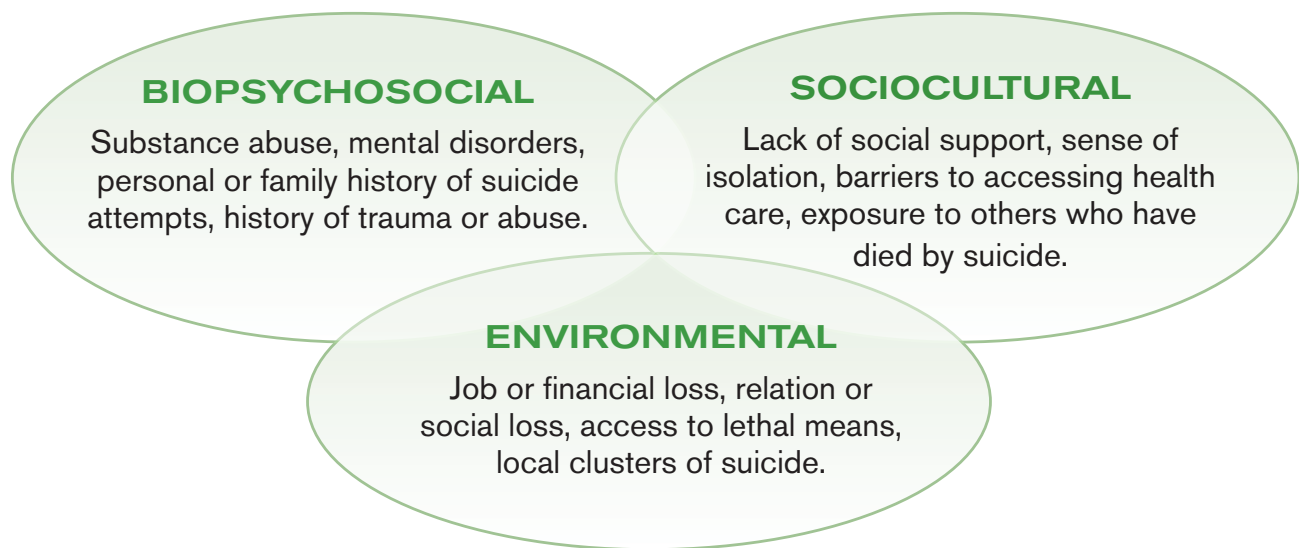 BIOPSYCHOSOCIAL
Substance abuse, mental disorders,
personal or family history of suicide
attempts, history of trauma or abuse.
SOCIOCULTURAL
Lack of social support, sense of
isolation, barriers to accessing health
care, exposure to others who have
died by suicide.
ENVIRONMENTAL
Job or financial loss, relation or
social loss, access to lethal means,
local clusters of suicide.